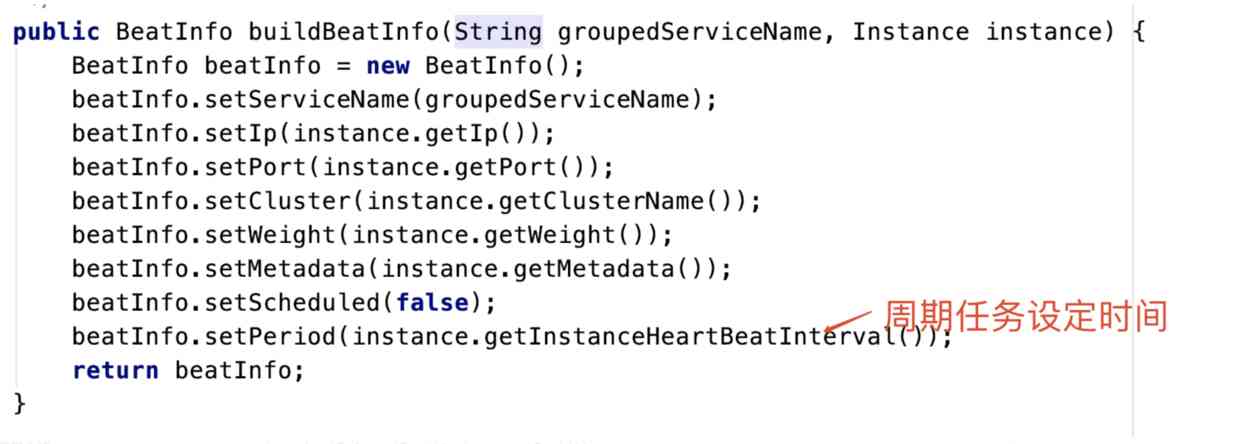 public BeatInfo buildBeatInfo(String groupedServiceName, Instance instance) {
BeatInfo beatInfo = new BeatInfo();
beatInfo.setServiceName(groupedServiceName);
beatInfo.setIp(instance.getIp());
beatInfo.setPort(instance.getPort());
beatInfo.setCluster(instance.getClusterName());
beatInfo.setWeight(instance.getWeight());
beatInfo.setMetadata(instance.getMetadata());
beatInfo.setScheduled(false);
周期任务设定时间
beatInfo.setPeriod(instance.getInstanceHeartBeatInterval());
return beatInfo;
}